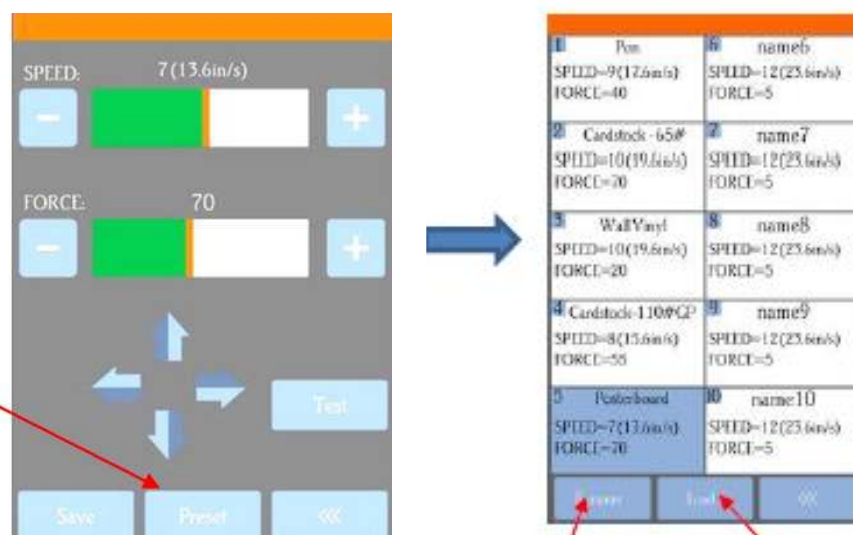 SPEED:
7(13.6in/s)
FORCE:
70
Test
Save
Preset
<<<
1
Pen
SPEED=9(17.6in/s)
FORCE=40
2
Cardstock - 65#
SPEED=10(19.6in/s)
FORCE=70
3
Wall Vinyl
SPEED=10(19.6in/s)
FORCE=20
4
Cardstock-110#GP
SPEED=8(15.6in/s)
FORCE=55
5
Posterboard
SPEED=7(13.6in/s)
FORCE=70
6
name6
SPEED=12(23.6in/s)
FORCE=5
7
name7
SPEED=12(23.6in/s)
FORCE=5
8
name8
SPEED=12(23.6in/s)
FORCE=5
9
name9
SPEED=12(23.6in/s)
FORCE=5
10
name10
SPEED=12(23.6in/s)
FORCE=5
<<<